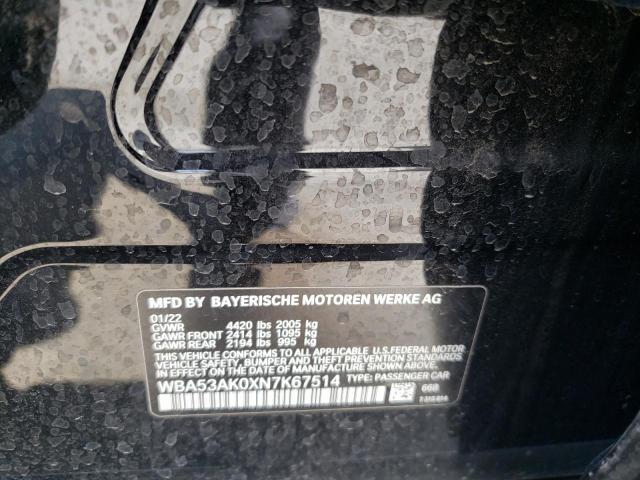 MFD BY BAYERISCHE MOTOREN WERKE AG
01/22
GVWR 4420 lbs 2005 kg
GAWR FRONT 2414 lbs 1095 kg
GAWR REAR 2194 lbs 995 kg
THIS VEHICLE CONFORMS TO ALL APPLICABLE U.S. FEDERAL MOTOR
VEHICLE SAFETY, BUMPER, AND THEFT PREVENTION STANDARDS
IN EFFECT ON THE DATE OF MANUFACTURE SHOWN ABOVE.
WBA53AK0XN7K67514 TYPE: PASSENGER CAR
668